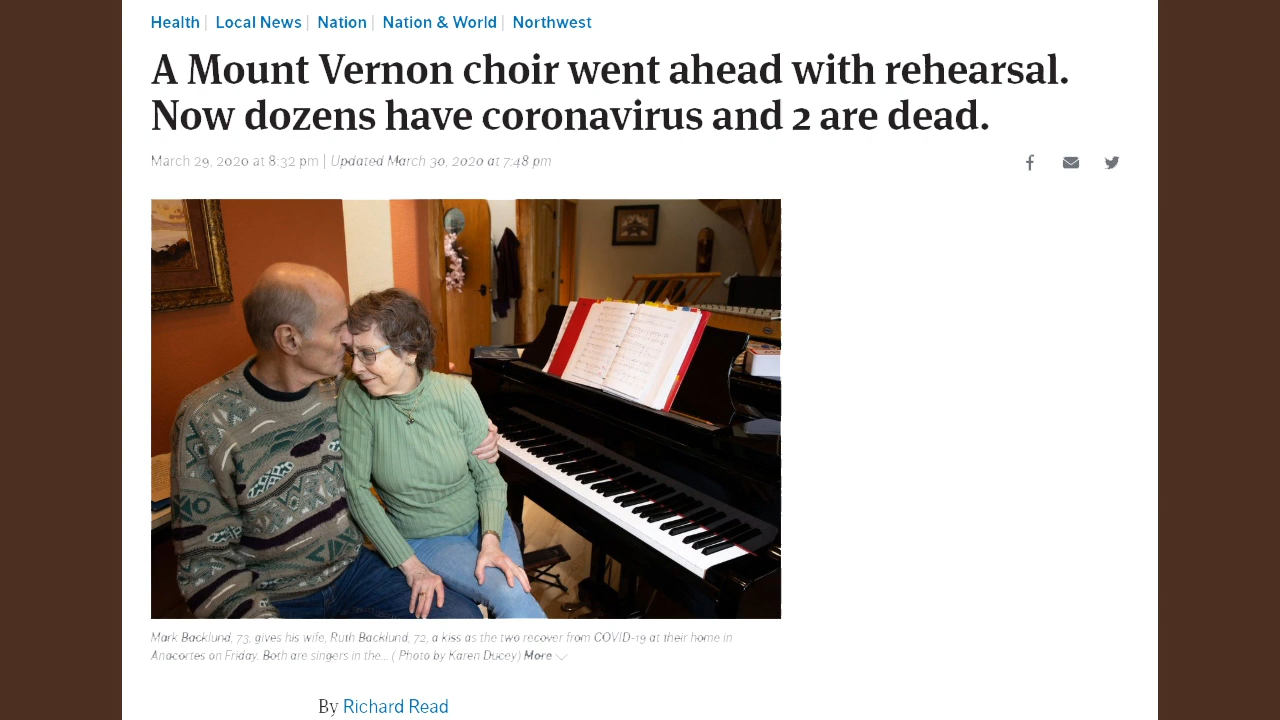 Health | Local News | Nation | Nation & World | Northwest
A Mount Vernon choir went ahead with rehearsal.
Now dozens have coronavirus and 2 are dead.
March 29, 2020 at 8:32 pm | Updated March 30, 2020 at 7:48 pm
Mark Backlund, 73, gives his wife, Ruth Backlund, 72, a kiss as the two recover from COVID-19 at their home in
Anacortes on Friday. Both are singers in the... ( Photo by Karen Ducey) More
By Richard Read